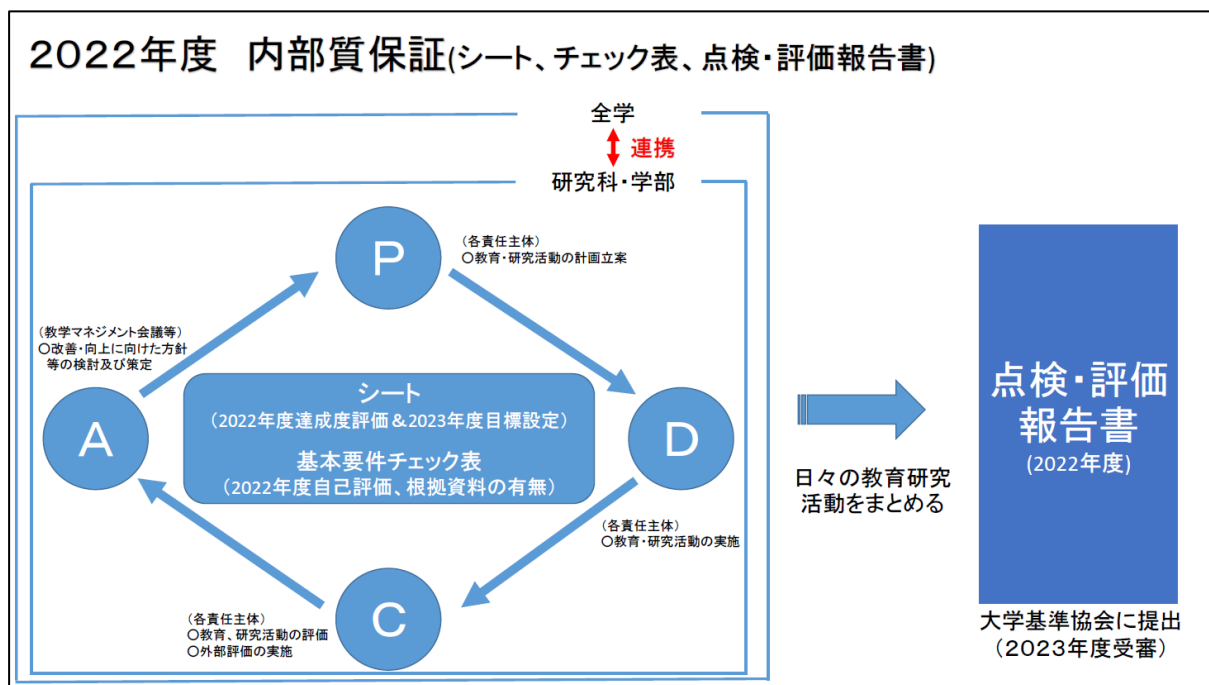 ２０２２年度　内部質保証(シート、チェック表、点検・評価報告書)
全学
連携
研究科・学部
P
（各責任主体）
○教育・研究活動の計画立案
（教学マネジメント会議等）
○改善・向上に向けた方針
等の検討及び策定
A
シート
（2022年度達成度評価＆2023年度目標設定）
基本要件チェック表
（2022年度自己評価、根拠資料の有無）
D
（各責任主体）
○教育・研究活動の実施
C
（各責任主体）
○教育、研究活動の評価
○外部評価の実施
日々の教育研究
活動をまとめる
点検・評価
報告書
(2022年度)
大学基準協会に提出
（２０２３年度受審）